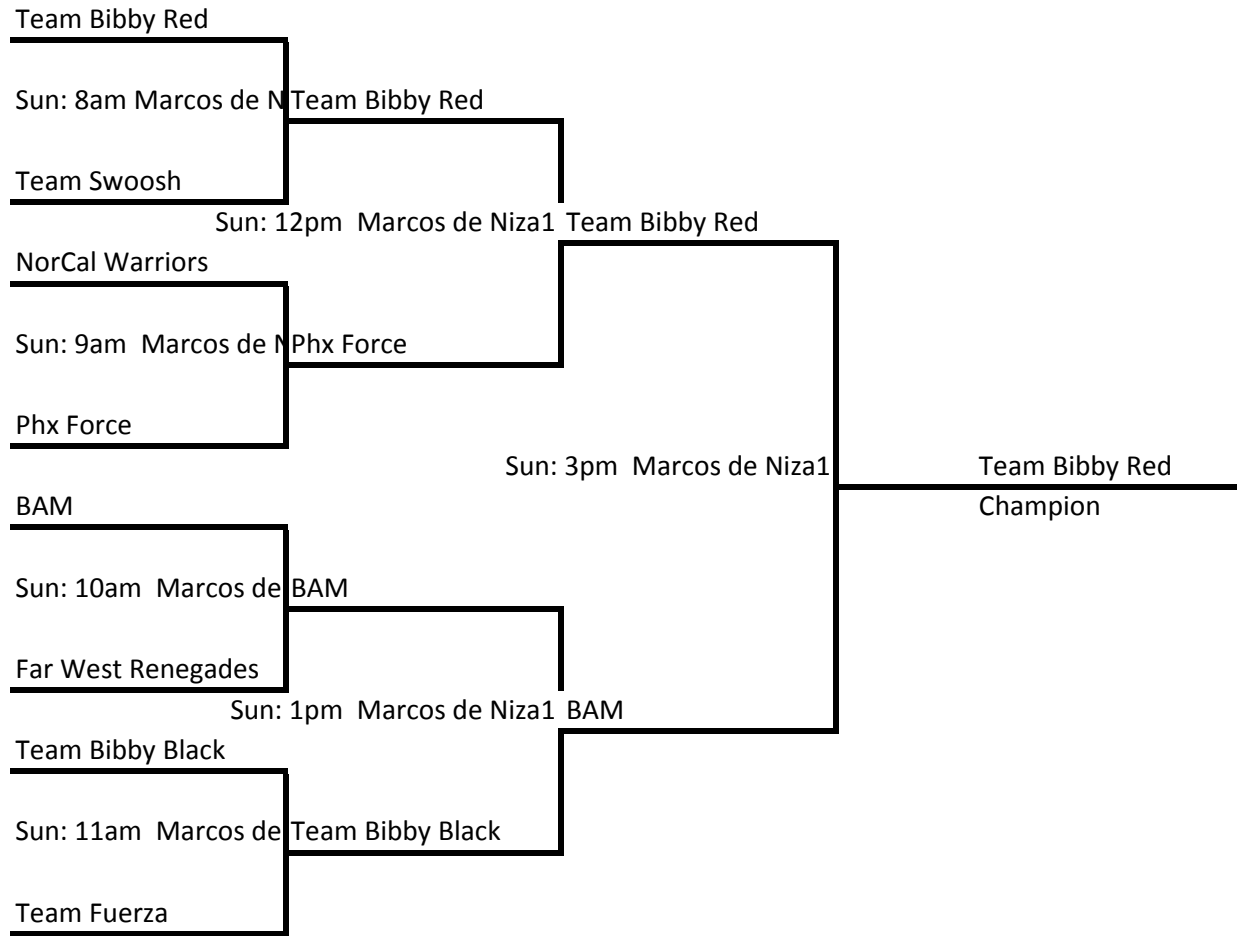 Team Bibby Red
Sun: 8am Marcos de N Team Bibby Red
Team Swoosh
Sun: 12pm Marcos de Niza1 Team Bibby Red
NorCal Warriors
Sun: 9am Marcos de N Phx Force
Phx Force
Sun: 3pm Marcos de Niza1 Team Bibby Red
BAM Champion
Sun: 10am Marcos de BAM
Far West Renegades
Sun: 1pm Marcos de Niza1 BAM
Team Bibby Black
Sun: 11am Marcos de Team Bibby Black
Team Fuerza